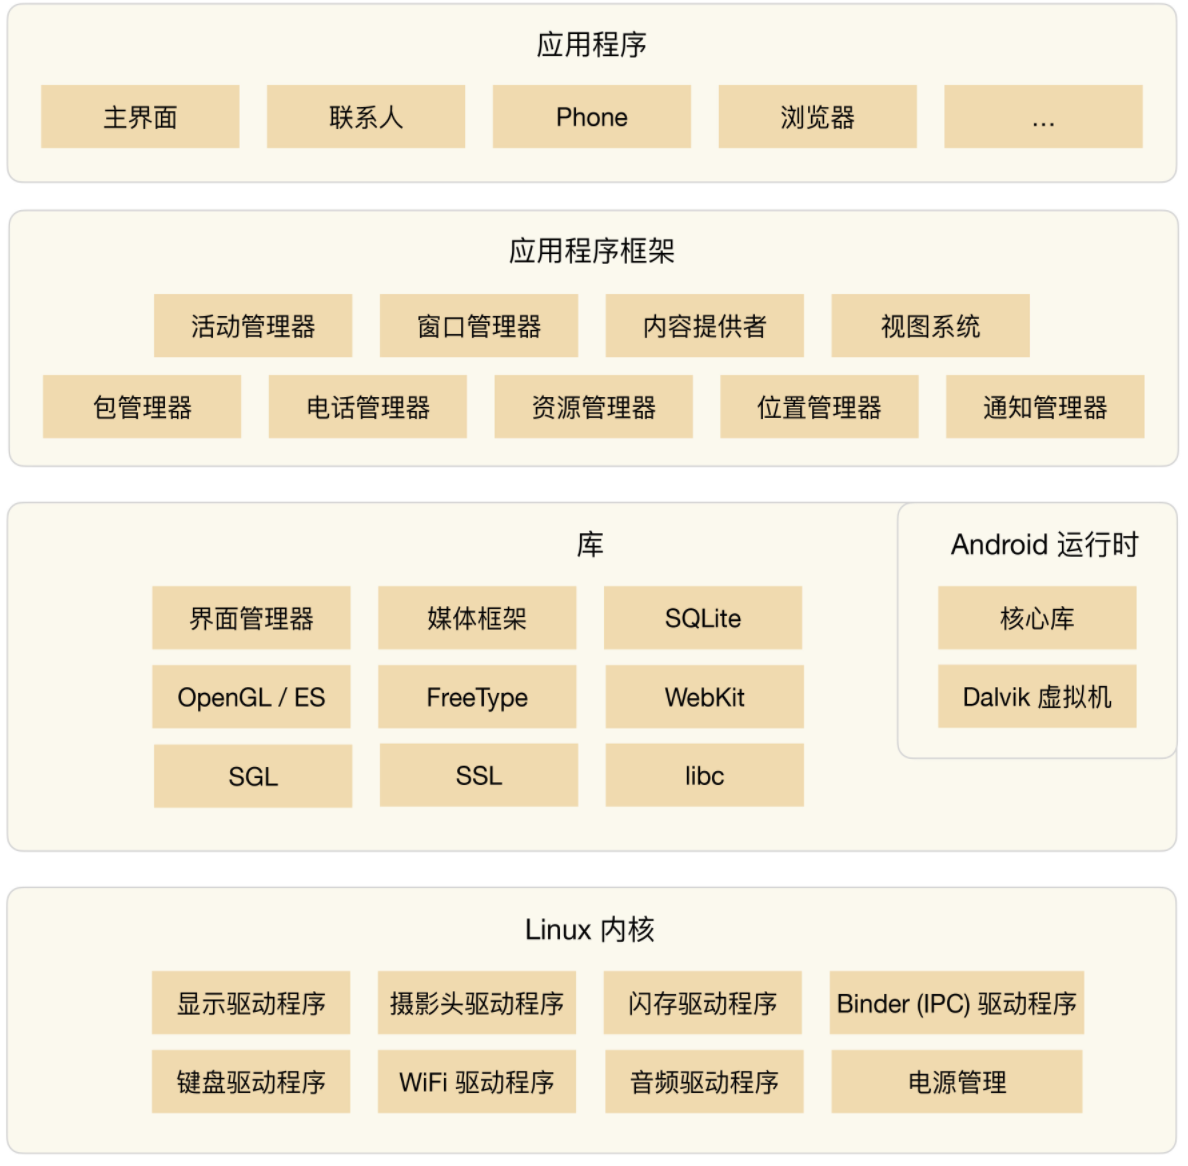 应用程序
主界面
联系人
Phone
浏览器
...
应用程序框架
活动管理器
窗口管理器
内容提供者
视图系统
包管理器
电话管理器
资源管理器
位置管理器
通知管理器
库
界面管理器
媒体框架
SQLite
OpenGL / ES
FreeType
WebKit
SGL
SSL
libc
Android 运行时
核心库
Dalvik 虚拟机
Linux 内核
显示驱动程序
摄影头驱动程序
闪存驱动程序
Binder (IPC) 驱动程序
键盘驱动程序
WiFi 驱动程序
音频驱动程序
电源管理